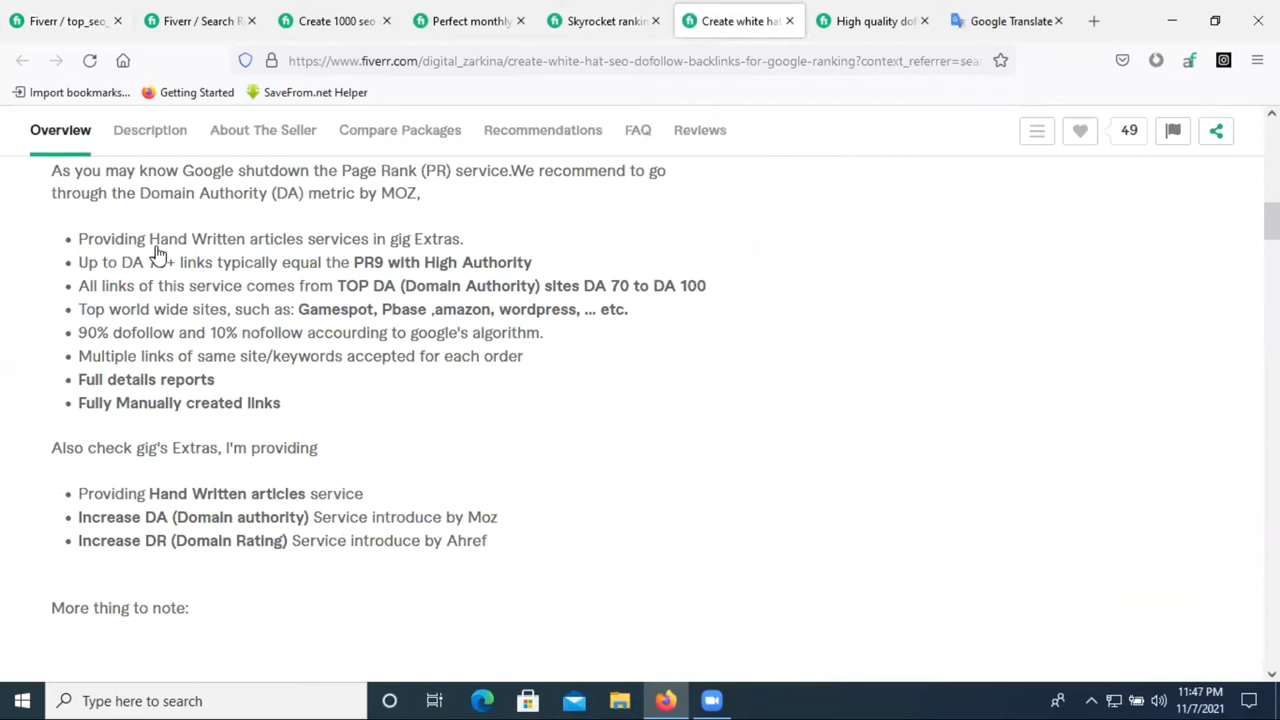 Fiverr / top_seo_
Fiverr / Search R
Create 1000 seo
Perfect monthly
Skyrocket rankin
Create white hat
High quality dof
Google Translate
https://www.fiverr.com/digital_zarkina/create-white-hat-seo-dofollow-backlinks-for-google-ranking?context_referrer=sea
Import bookmarks...
Getting Started
SaveFrom.net Helper
Overview
Description
About The Seller
Compare Packages
Recommendations
FAQ
Reviews
49
As you may know Google shutdown the Page Rank (PR) service.We recommend to go
through the Domain Authority (DA) metric by MOZ,
• Providing Hand Written articles services in gig Extras.
• Up to DA + links typically equal the PR9 with High Authority
• All links of this service comes from TOP DA (Domain Authority) sites DA 70 to DA 100
• Top world wide sites, such as: Gamespot, Pbase ,amazon, wordpress, ... etc.
• 90% dofollow and 10% nofollow accourding to google's algorithm.
• Multiple links of same site/keywords accepted for each order
• Full details reports
• Fully Manually created links
Also check gig's Extras, I'm providing
• Providing Hand Written articles service
• Increase DA (Domain authority) Service introduce by Moz
• Increase DR (Domain Rating) Service introduce by Ahref
More thing to note:
Type here to search
11:47 PM
11/7/2021